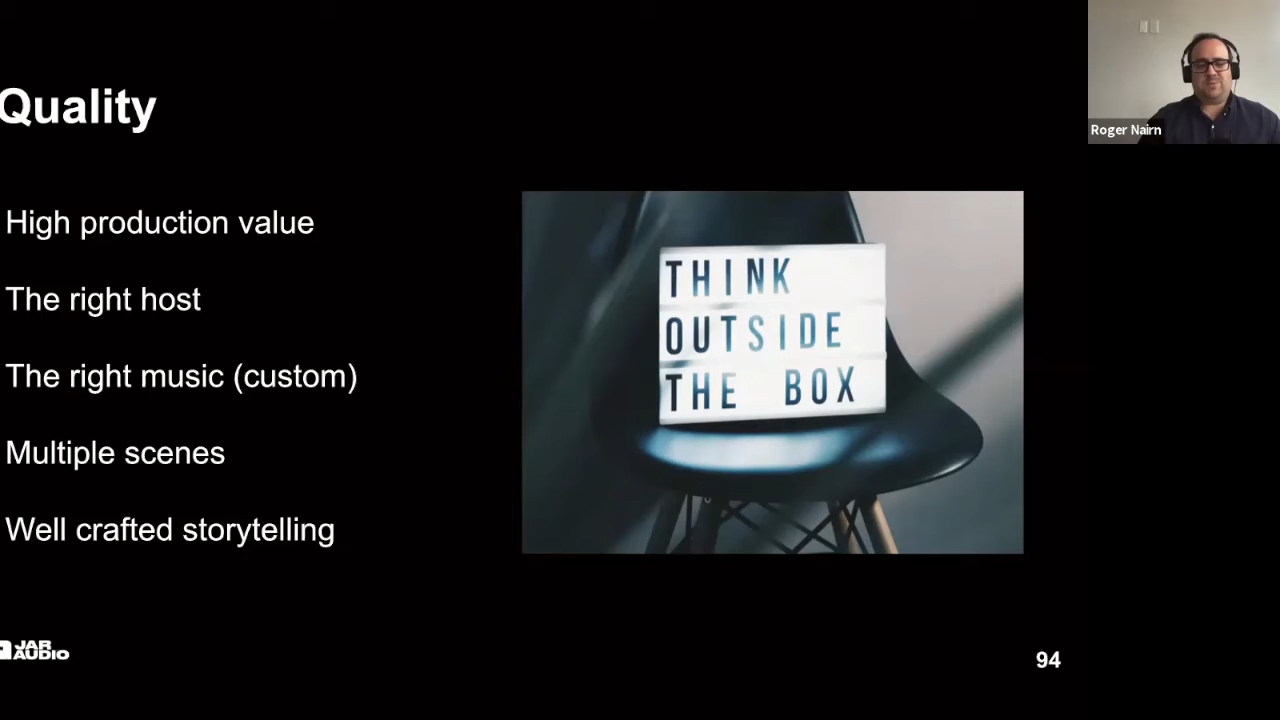 Quality
Roger Nairn
High production value
The right host
The right music (custom)
Multiple scenes
Well crafted storytelling
THINK
OUTSIDE
THE BOX
JAR
AUDIO
94